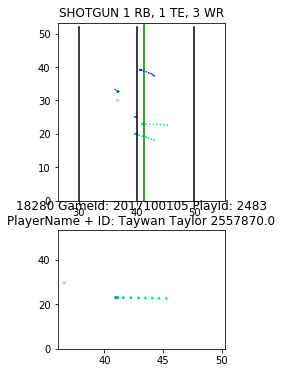 SHOTGUN 1 RB, 1 TE, 3 WR
50
40
30
20
10
0
30 40 50
18280 GameId: 2017100105 PlayId: 2483
PlayerName + ID: Taywan Taylor 2557870.0
40
20
0
40 45 50